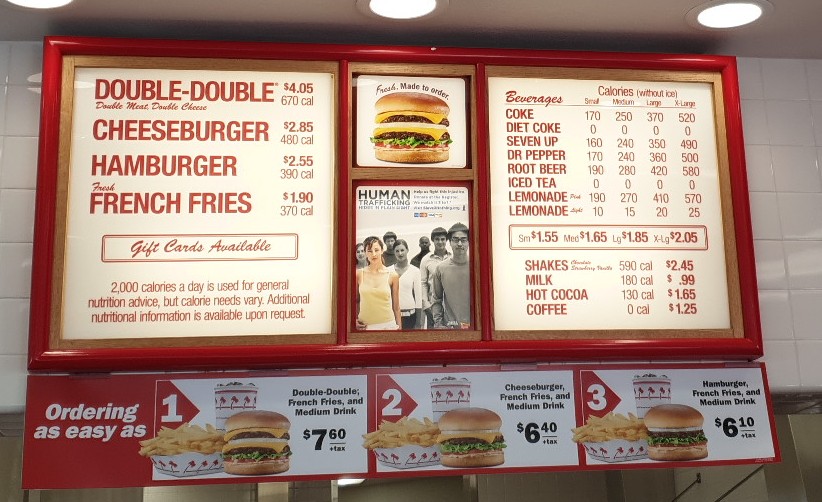 DOUBLE-DOUBLE® $4.05
Double Meat, Double Cheese 670 cal
CHEESEBURGER $2.85
480 cal
HAMBURGER $2.55
390 cal
Fresh
FRENCH FRIES $1.90
370 cal
Gift Cards Available
2,000 calories a day is used for general
nutrition advice, but calorie needs vary. Additional
nutritional information is available upon request.
Fresh. Made to order.
HUMAN
TRAFFICKING
HIDES IN PLAIN SIGHT
Beverages Calories (without ice)
Small Medium Large X-Large
COKE 170 250 370 520
DIET COKE 0 0 0 0
SEVEN UP 160 240 350 490
DR PEPPER 170 240 360 500
ROOT BEER 190 280 420 580
ICED TEA 0 0 0 0
LEMONADE Pink 190 270 410 570
LEMONADE Light 10 15 20 25
Sm $1.55 Med $1.65 Lg $1.85 X-Lg $2.05
SHAKES Chocolate Strawberry Vanilla 590 cal $2.45
MILK 180 cal $ .99
HOT COCOA 130 cal $1.65
COFFEE 0 cal $1.25
Ordering
as easy as
1
Double-Double,
French Fries, and
Medium Drink
$7.60
+tax
2
Cheeseburger,
French Fries, and
Medium Drink
$6.40
+tax
3
Hamburger,
French Fries, and
Medium Drink
$6.10
+tax